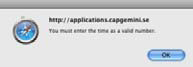 http://applications.capgemini.se
You must enter the time as a valid number.
OK